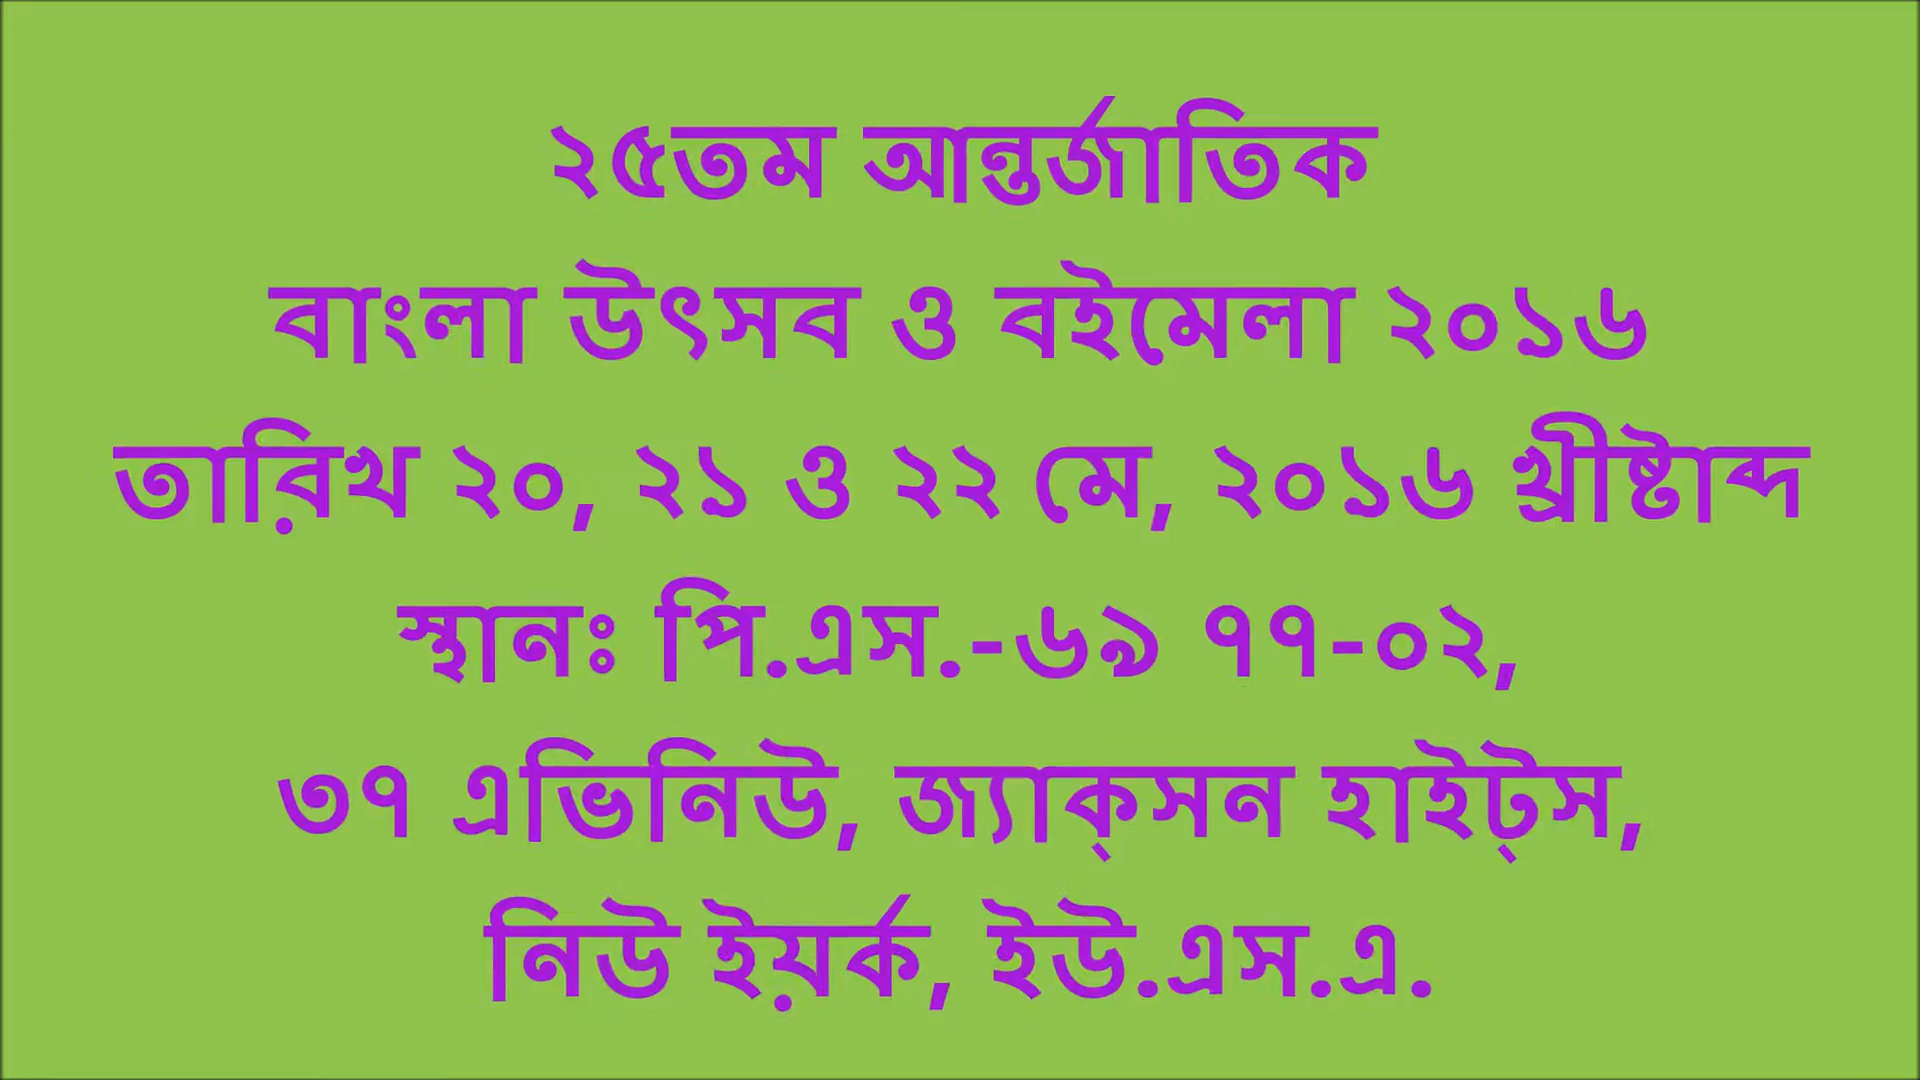 ২৫তম আন্তর্জাতিক
বাংলা উৎসব ও বইমেলা ২০১৬
তারিখ ২০, ২১ ও ২২ মে, ২০১৬ খ্রীষ্টাব্দ
স্থানঃ পি.এস.-৬৯ ৭৭-০২,
৩৭ এভিনিউ, জ্যাক্সন হাইট্স,
নিউ ইয়র্ক, ইউ.এস.এ.